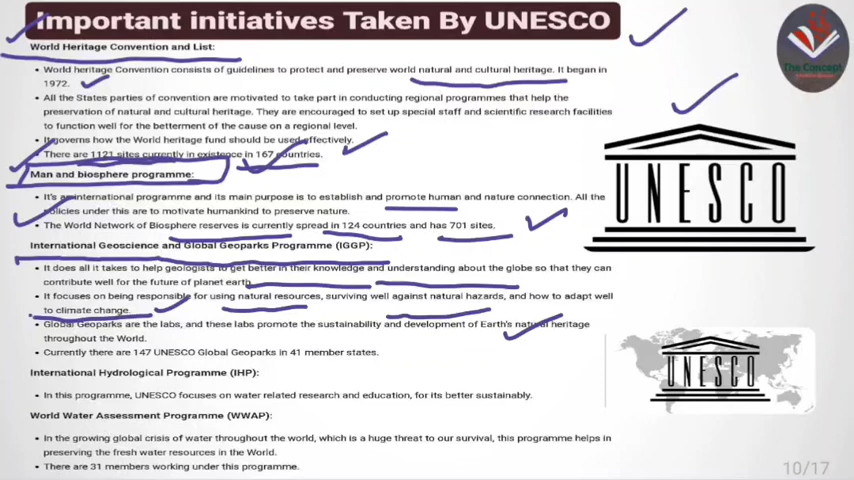 Important initiatives Taken By UNESCO
The Concept
World Heritage Convention and List:
• World heritage Convention consists of guidelines to protect and preserve world natural and cultural heritage. It began in
1972.
• All the States parties of convention are motivated to take part in conducting regional programmes that help the
preservation of natural and cultural heritage. They are encouraged to set up special staff and scientific research facilities
to function well for the betterment of the cause on a regional level.
• It governs how the World heritage fund should be used effectively.
• There are 1121 sites currently in existence in 167 countries.
Man and biosphere programme:
• It's an international programme and its main purpose is to establish and promote human and nature connection. All the
policies under this are to motivate humankind to preserve nature.
• The World Network of Biosphere reserves is currently spread in 124 countries and has 701 sites.
International Geoscience and Global Geoparks Programme (IGGP):
• It does all it takes to help geologists to get better in their knowledge and understanding about the globe so that they can
contribute well for the future of planet earth.
• It focuses on being responsible for using natural resources, surviving well against natural hazards, and how to adapt well
to climate change.
• Global Geoparks are the labs, and these labs promote the sustainability and development of Earth's natural heritage
throughout the World.
• Currently there are 147 UNESCO Global Geoparks in 41 member states.
International Hydrological Programme (IHP):
• In this programme, UNESCO focuses on water related research and education, for its better sustainably.
World Water Assessment Programme (WWAP):
• In the growing global crisis of water throughout the world, which is a huge threat to our survival, this programme helps in
preserving the fresh water resources in the World.
• There are 31 members working under this programme.
UNESCO
UNESCO
10/17